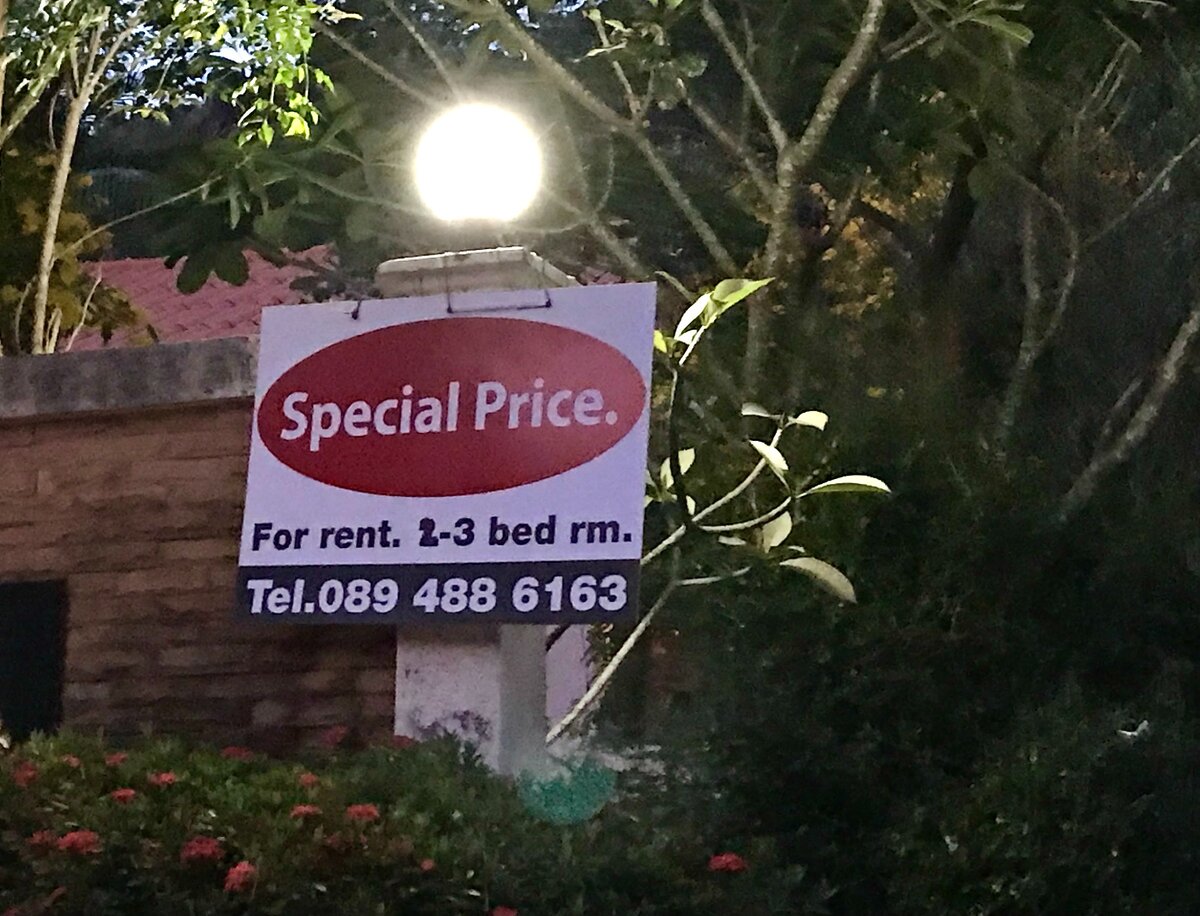 Special Price.
For rent. 2-3 bed rm.
Tel.089 488 6163